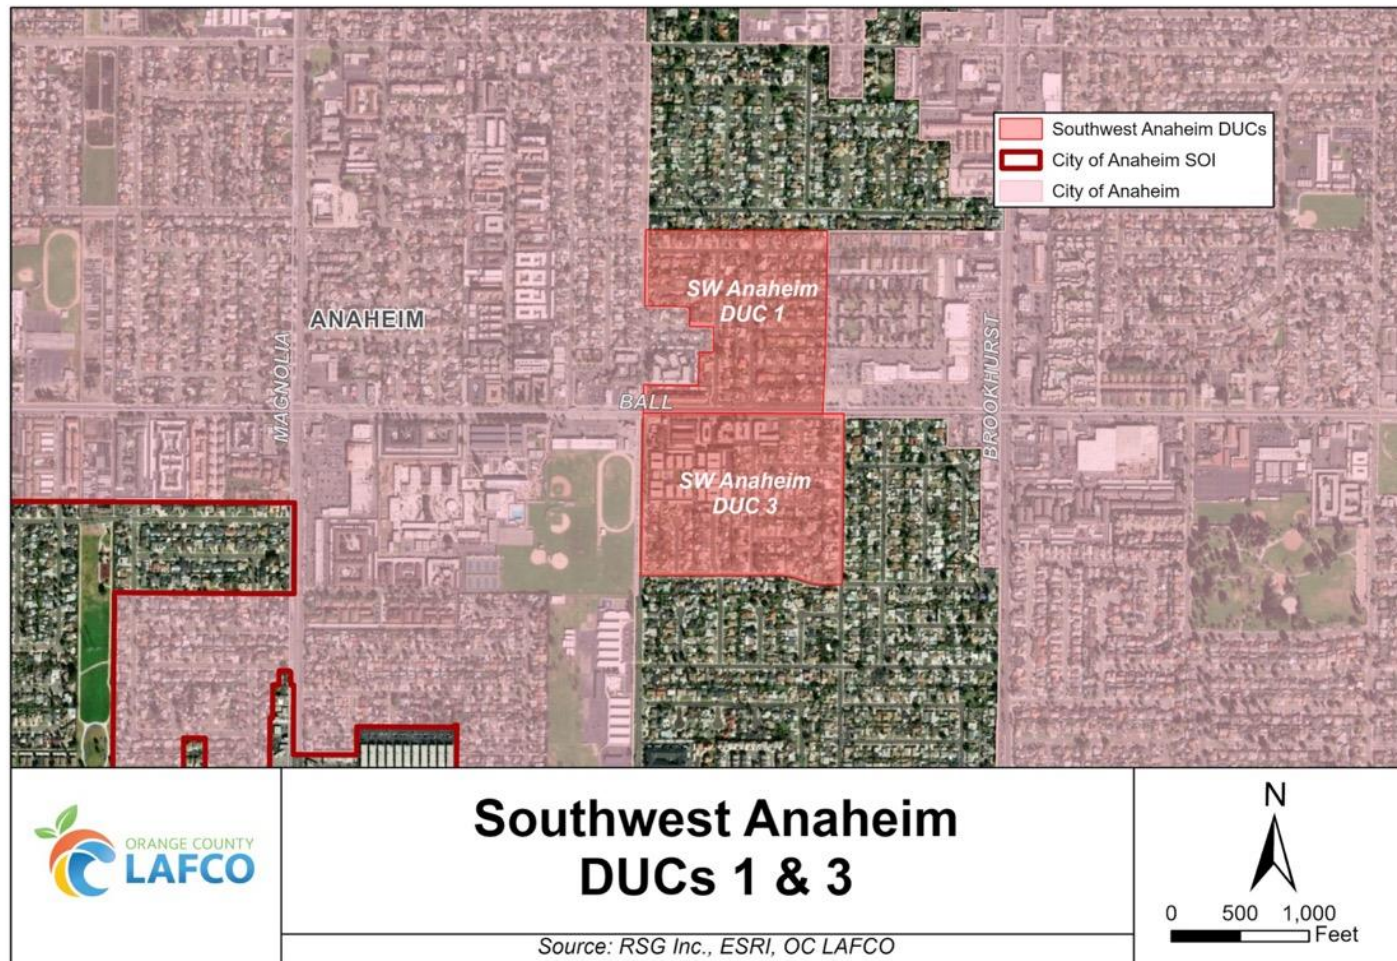 Southwest Anaheim DUCs
City of Anaheim SOI
City of Anaheim
SW Anaheim
DUC 1
ANAHEIM
MAGNOLIA
BROOKHURST
BALL
SW Anaheim
DUC 3
ORANGE COUNTY
LAFCO
Southwest Anaheim
DUCs 1 & 3
Source: RSG Inc., ESRI, OC LAFCO
N
0 500 1,000
Feet